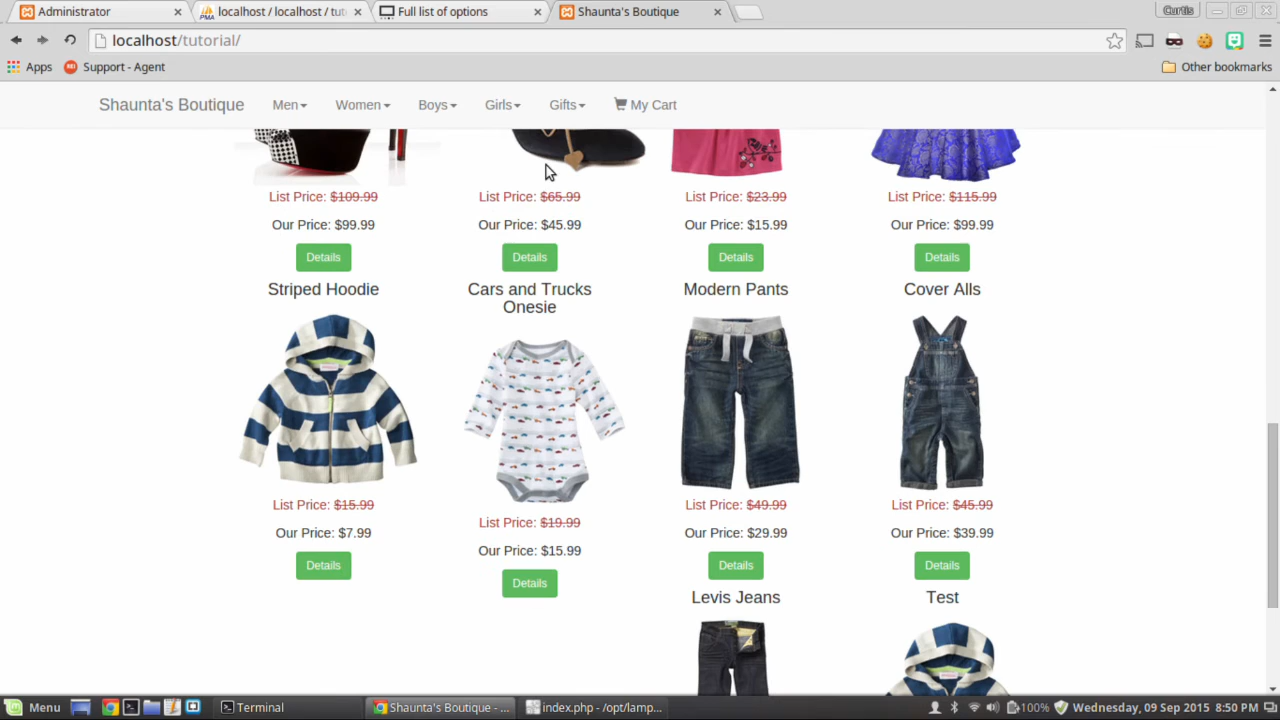 Administrator
localhost / localhost / tut
Full list of options
Shaunta's Boutique
Curtis
localhost/tutorial/
Apps
Support - Agent
Other bookmarks
Shaunta's Boutique
Men
Women
Boys
Girls
Gifts
My Cart
List Price: $109.99
List Price: $65.99
List Price: $23.99
List Price: $115.99
Our Price: $99.99
Our Price: $45.99
Our Price: $15.99
Our Price: $99.99
Details
Details
Details
Details
Striped Hoodie
Cars and Trucks
Onesie
Modern Pants
Cover Alls
List Price: $15.99
List Price: $19.99
List Price: $49.99
List Price: $45.99
Our Price: $7.99
Our Price: $15.99
Our Price: $29.99
Our Price: $39.99
Details
Details
Details
Details
Levis Jeans
Test
Menu
Terminal
Shaunta's Boutique - ...
index.php - /opt/lamp...
100%
Wednesday, 09 Sep 2015
8:50 PM